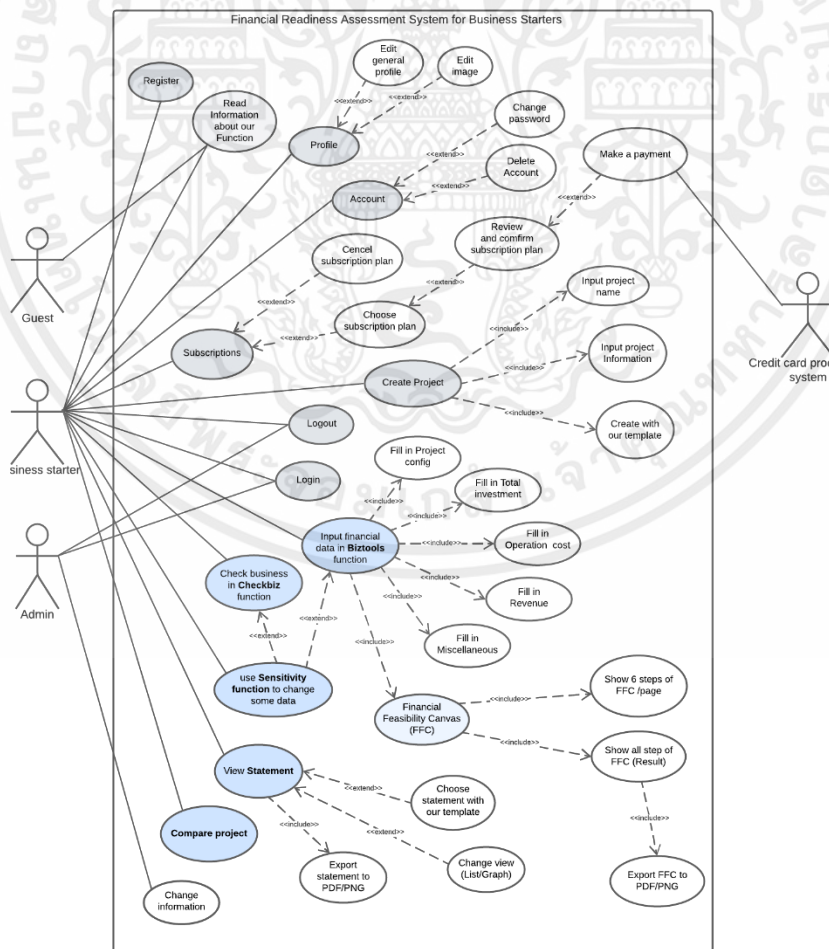 Financial Readiness Assessment System for Business Starters
Edit
general
profile
Edit
image
Register
Read
Information
about our
Function
<<extend>>
<<extend>>
Change
password
Profile
<<extend>>
Make a payment
Delete
Account
<<extend>>
Account
<<extend>>
Review
and comfirm
subscription plan
Cencel
subscription plan
Guest
Input project
name
<<extend>>
<<extend>>
Choose
subscription plan
<<extend>>
<<include>>
Subscriptions
Input project
Information
<<include>>
Credit card proc
system
Create Project
<<include>>
Create with
our template
Logout
siness starter
Fill in Project
config
Login
Fill in Total
investment
<<include>>
<<include>>
Input financial
data in Biztools
function
<<include>>
Fill in
Operation cost
Check business
in Checkbiz
function
<<include>>
Fill in
Revenue
Admin
<<include>>
<<extend>>
<<extend>>
<<include>>
Fill in
Miscellaneous
use Sensitivity
function to change
some data
Show 6 steps of
FFC /page
<<include>>
Financial
Feasibility Canvas
(FFC)
<<include>>
Show all step of
FFC (Result)
View Statement
Choose
statement with
our template
<<extend>>
<<include>>
<<include>>
<<extend>>
Compare project
Change view
(List/Graph)
Export
statement to
PDF/PNG
Export FFC to
PDF/PNG
Change
information